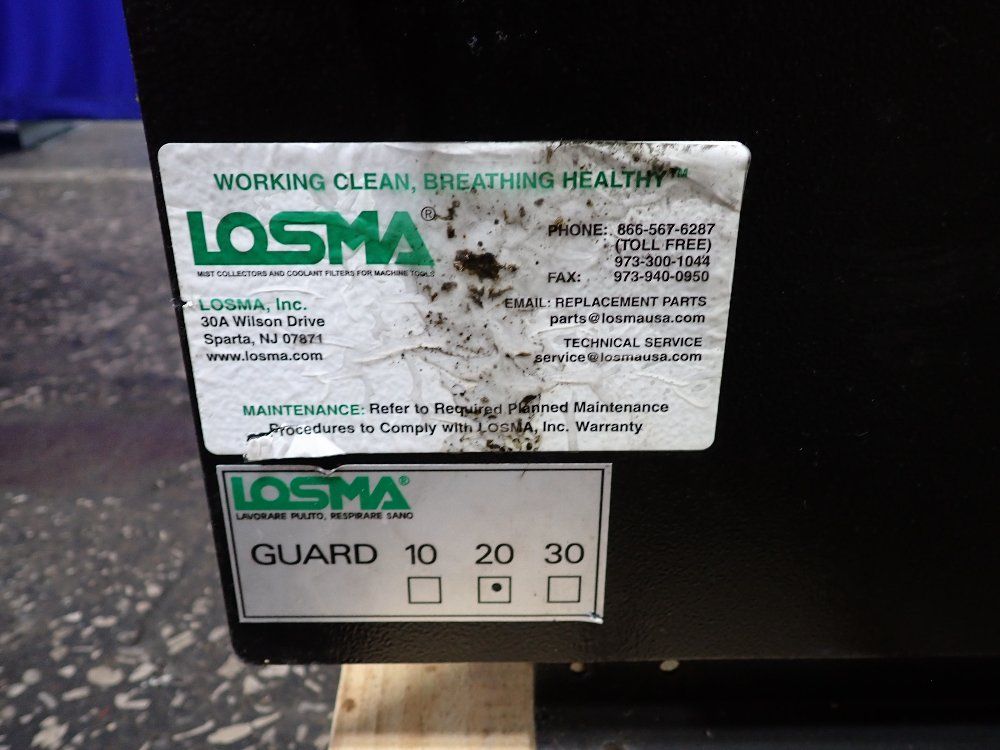 WORKING CLEAN, BREATHING HEALTHY™
LOSMA®
MIST COLLECTORS AND COOLANT FILTERS FOR MACHINE TOOLS
PHONE: 866-567-6287
(TOLL FREE)
973-300-1044
FAX: 973-940-0950
LOSMA, Inc.
30A Wilson Drive
Sparta, NJ 07871
www.losma.com
EMAIL: REPLACEMENT PARTS
parts@losmausa.com
TECHNICAL SERVICE
service@losmausa.com
MAINTENANCE: Refer to Required Planned Maintenance
Procedures to Comply with LOSMA, Inc. Warranty
LOSMA®
LAVORARE PULITO, RESPIRARE SANO
GUARD 10 20 30